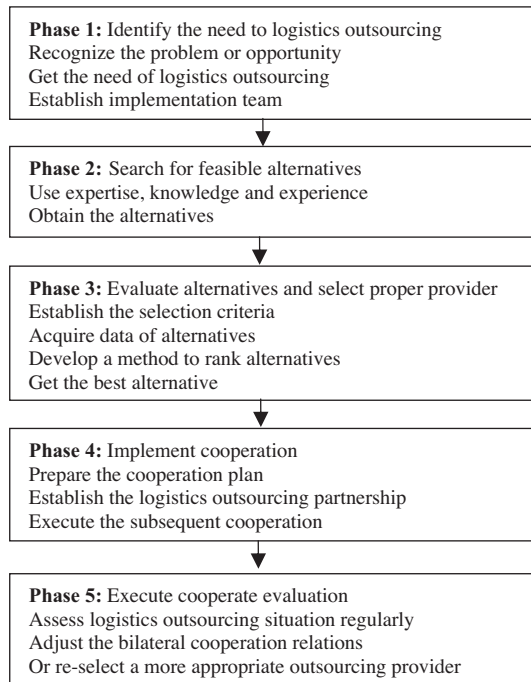 Phase 1: Identify the need to logistics outsourcing
Recognize the problem or opportunity
Get the need of logistics outsourcing
Establish implementation team
Phase 2: Search for feasible alternatives
Use expertise, knowledge and experience
Obtain the alternatives
Phase 3: Evaluate alternatives and select proper provider
Establish the selection criteria
Acquire data of alternatives
Develop a method to rank alternatives
Get the best alternative
Phase 4: Implement cooperation
Prepare the cooperation plan
Establish the logistics outsourcing partnership
Execute the subsequent cooperation
Phase 5: Execute cooperate evaluation
Assess logistics outsourcing situation regularly
Adjust the bilateral cooperation relations
Or re-select a more appropriate outsourcing provider